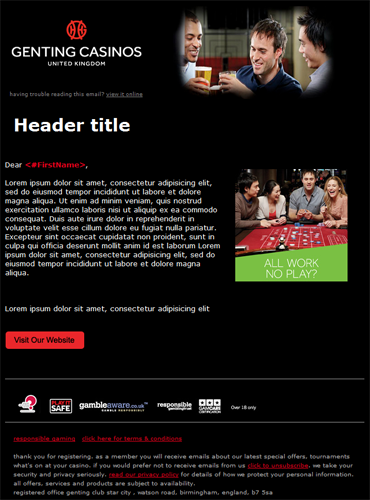 GENTING CASINOS
UNITED KINGDOM
having trouble reading this email? view it online
Header title
Dear <#FirstName>,
Lorem ipsum dolor sit amet, consectetur adipisicing elit,
sed do eiusmod tempor incididunt ut labore et dolore
magna aliqua. Ut enim ad minim veniam, quis nostrud
exercitation ullamco laboris nisi ut aliquip ex ea commodo
consequat. Duis aute irure dolor in reprehenderit in
voluptate velit esse cillum dolore eu fugiat nulla pariatur.
Excepteur sint occaecat cupidatat non proident, sunt in
culpa qui officia deserunt mollit anim id est laborum Lorem
ipsum dolor sit amet, consectetur adipisicing elit, sed do
eiusmod tempor incididunt ut labore et dolore magna
aliqua.
ALL WORK
NO PLAY?
Lorem ipsum dolor sit amet, consectetur adipisicing elit
Visit Our Website
PLAY IT
SAFE
gambleaware.co.uk
GAMBLE RESPONSIBLY
responsible
gamblingtrust
GAMCARE
CERTIFICATION
Over 18 only
responsible gaming click here for terms & conditions
thank you for registering. as a member you will receive emails about our latest special offers, tournaments
what's on at your casino. if you would prefer not to receive emails from us click to unsubscribe. we take your
security and privacy seriously. read our privacy policy for details of how we protect your personal information.
all offers, services and products are subject to availability.
registered office genting club star city , watson road, birmingham, england, b7 5sa